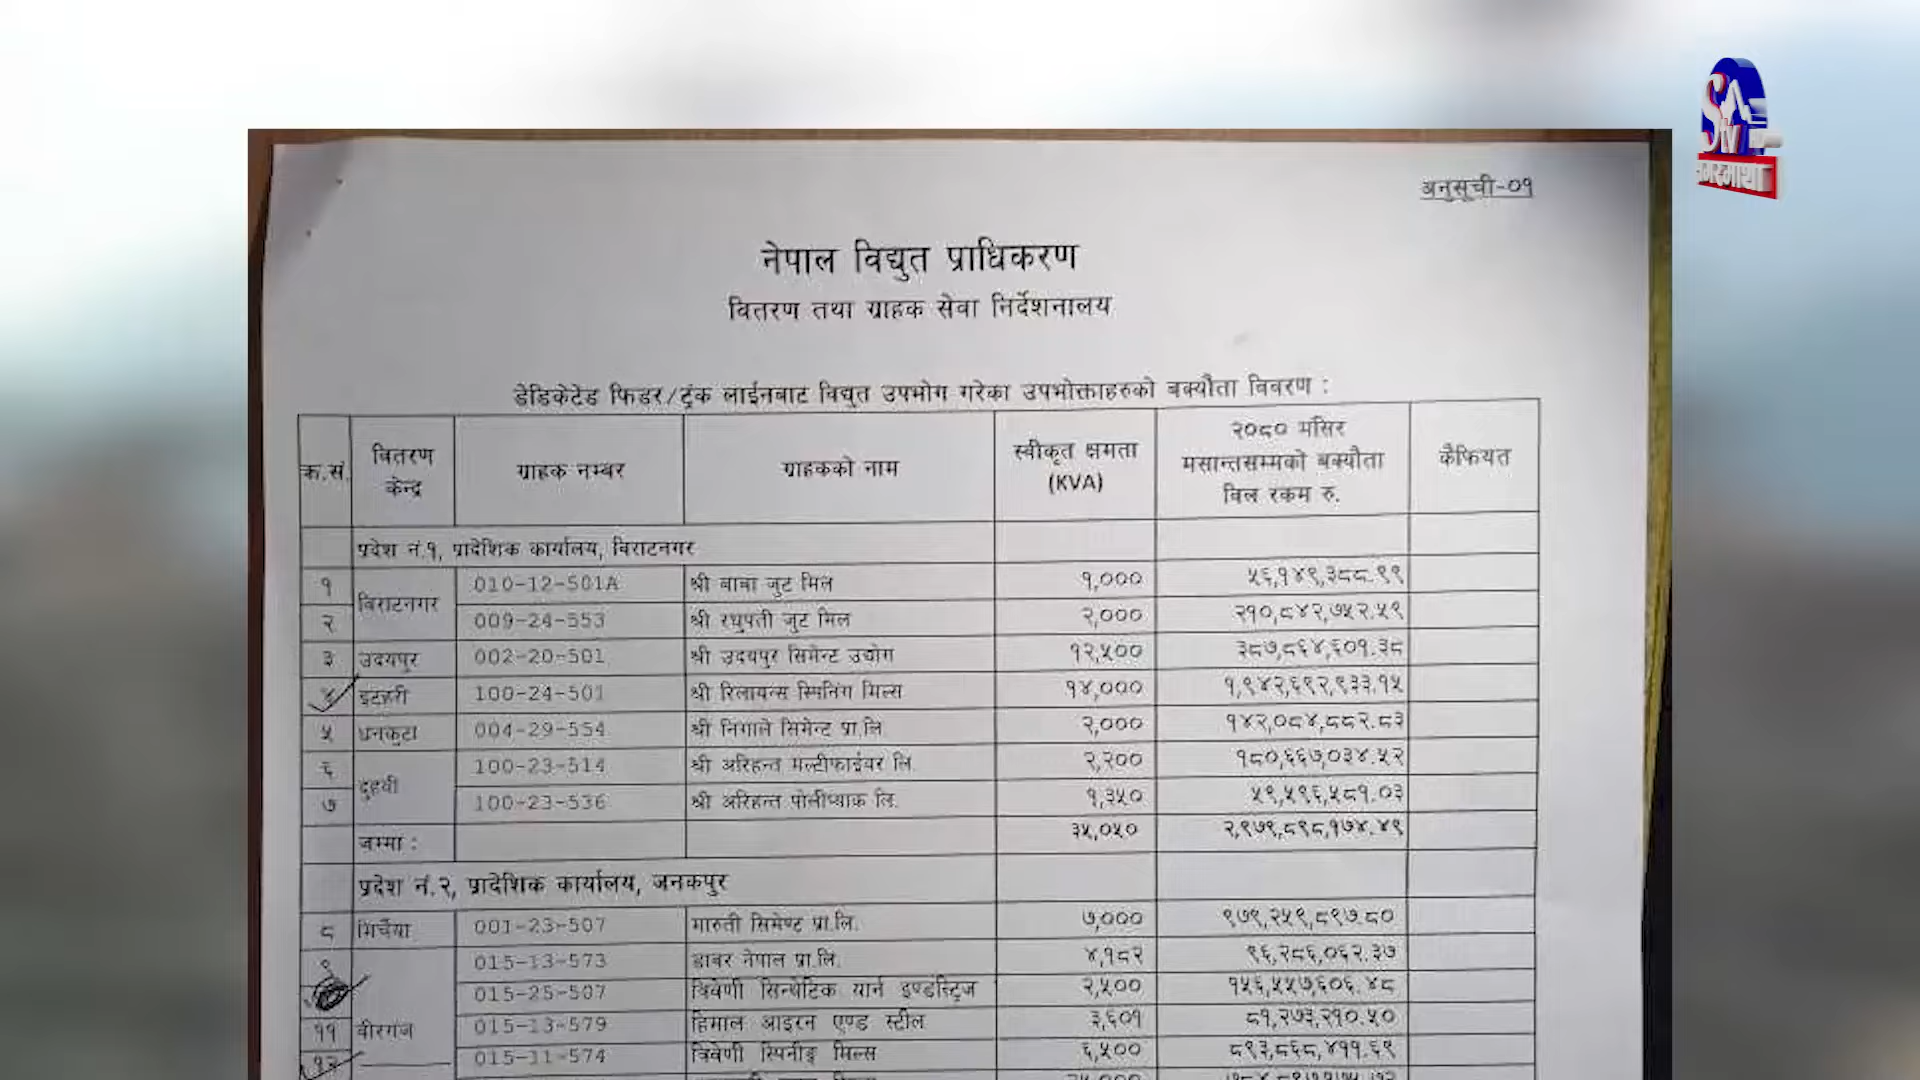 STV
सगरमाथा
अनुसूची-०१
नेपाल विद्युत प्राधिकरण
वितरण तथा ग्राहक सेवा निर्देशनालय
डेडिकेटेड फिडर/ट्रंक लाईनबाट विद्युत उपभोग गरेका उपभोक्ताहरुको बक्यौता विवरण :
क.सं. वितरण केन्द्र ग्राहक नम्बर ग्राहकको नाम स्वीकृत क्षमता (KVA) २०८० मंसिर मसान्तसम्मको बक्यौता विल रकम रु. कैफियत
प्रदेश नं.१, प्रादेशिक कार्यालय, विराटनगर
१ विराटनगर 010-12-501A श्री बाबा जुट मिल १,००० ५६,१४९,३८८.९९
२ 009-24-553 श्री रघुपती जुट मिल २,००० २१०,८४२,७५२.५९
३ उदयपुर 002-20-501 श्री उदयपुर सिमेन्ट उद्योग १२,५०० ३८७,८६४,६०१.३८
४ इटहरी 100-24-501 श्री रिलायन्स स्पिनिंग मिल्स १४,००० १,९४२,६९२,९३३.१५
५ धनकुटा 004-29-554 श्री निगाले सिमेन्ट प्रा.लि. २,००० १४२,०८४,८८२.८३
६ दुहवी 100-23-514 श्री अरिहन्त मल्टीफाईवर लि. २,२०० १८०,६६७,०३४.५२
७ 100-23-536 श्री अरिहन्त पोलीप्याक लि. १,३५० ५९,५९६,५८१.०३
जम्मा : ३५,०५० २,९७९,८९८,१७४.४९
प्रदेश नं.२, प्रादेशिक कार्यालय, जनकपुर
८ मिर्चैया 001-23-507 मारुती सिमेण्ट प्रा.लि. ७,००० ९७९,२५९,८९७.८०
९ 015-13-573 डाबर नेपाल प्रा.लि. ४,१८२ ९६,२८६,०६२.३७
015-25-507 त्रिवेणी सिन्थेटिक यार्न इण्डस्ट्रिज २,५०० १५६,५५७,६०६.४८
११ वीरगंज 015-13-579 हिमाल आइरन एण्ड स्टील ३,६०१ ८१,२७३,२१०.५०
१२ 015-11-574 त्रिवेणी स्पिनीङ्ग मिल्स ६,५०० ८९३,८६८,४११.६९